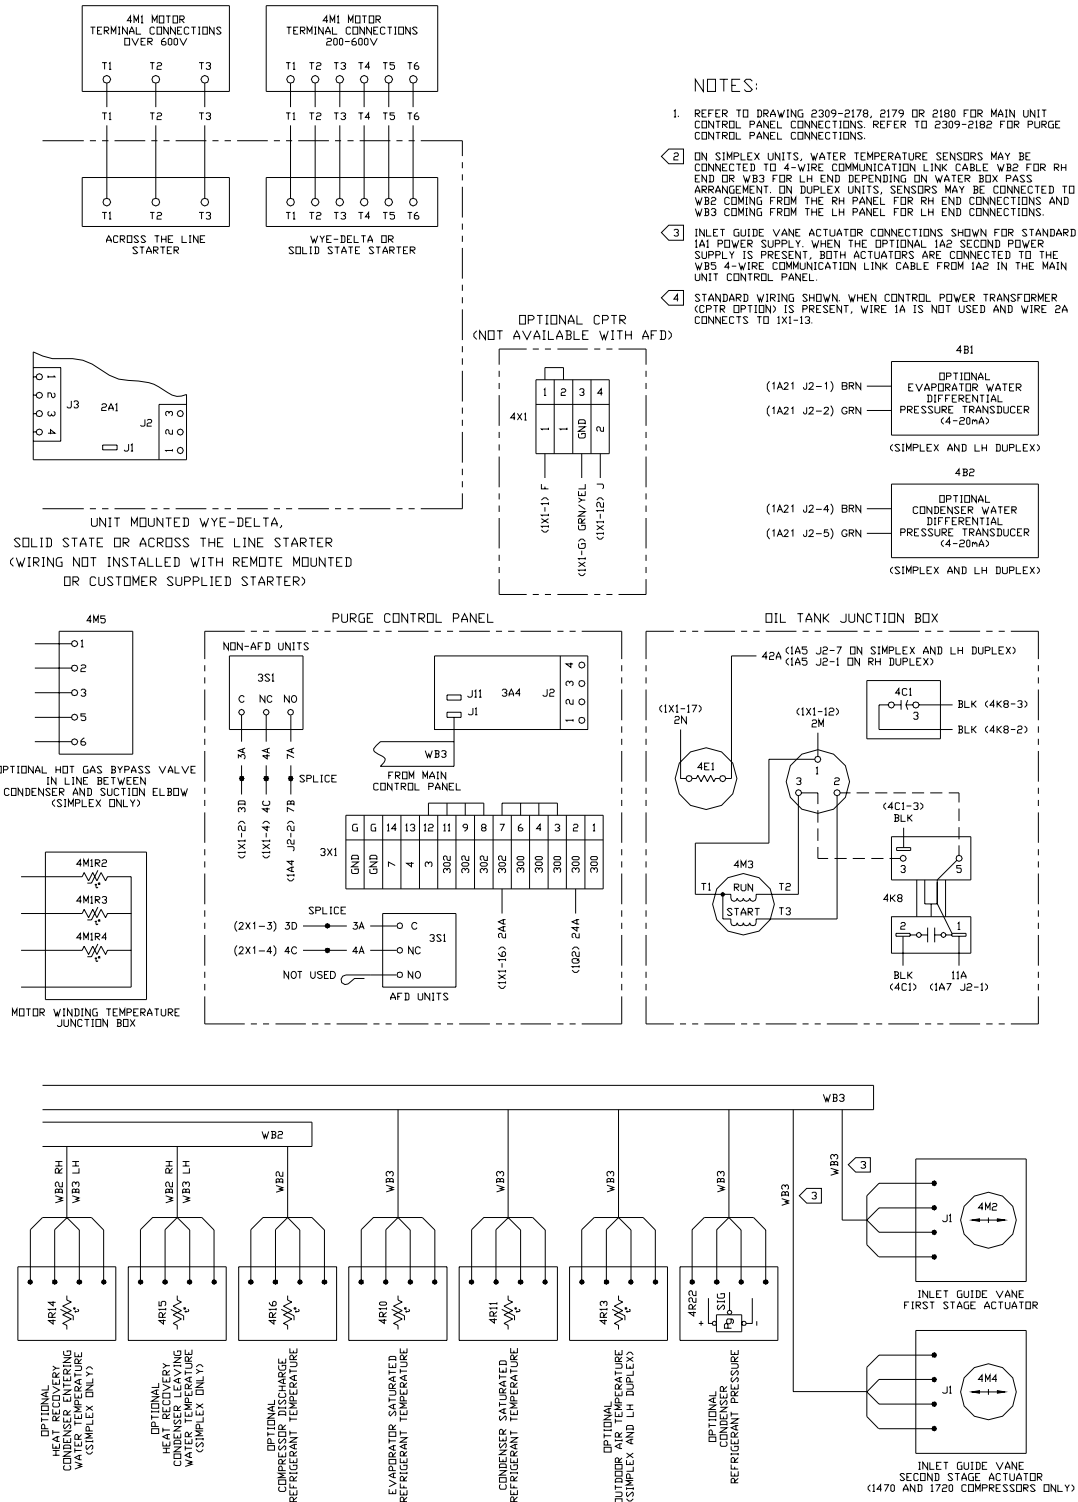 4M1 MOTOR
TERMINAL CONNECTIONS
OVER 600V
T1 T2 T3
T1 T2 T3
T1 T2 T3
ACROSS THE LINE
STARTER
4M1 MOTOR
TERMINAL CONNECTIONS
200-600V
T1 T2 T3 T4 T5 T6
T1 T2 T3 T4 T5 T6
T1 T2 T3 T4 T5 T6
WYE-DELTA OR
SOLID STATE STARTER
NOTES:
1. REFER TO DRAWING 2309-2178, 2179 OR 2180 FOR MAIN UNIT
CONTROL PANEL CONNECTIONS. REFER TO 2309-2182 FOR PURGE
CONTROL PANEL CONNECTIONS.
2 ON SIMPLEX UNITS, WATER TEMPERATURE SENSORS MAY BE
CONNECTED TO 4-WIRE COMMUNICATION LINK CABLE WB2 FOR RH
END OR WB3 FOR LH END DEPENDING ON WATER BOX PASS
ARRANGEMENT. ON DUPLEX UNITS, SENSORS MAY BE CONNECTED TO
WB2 COMING FROM THE RH PANEL FOR RH END CONNECTIONS AND
WB3 COMING FROM THE LH PANEL FOR LH END CONNECTIONS.
3 INLET GUIDE VANE ACTUATOR CONNECTIONS SHOWN FOR STANDARD
1A1 POWER SUPPLY. WHEN THE OPTIONAL 1A2 SECOND POWER
SUPPLY IS PRESENT, BOTH ACTUATORS ARE CONNECTED TO THE
WB5 4-WIRE COMMUNICATION LINK CABLE FROM 1A2 IN THE MAIN
UNIT CONTROL PANEL.
4 STANDARD WIRING SHOWN. WHEN CONTROL POWER TRANSFORMER
(CPTR OPTION) IS PRESENT, WIRE 1A IS NOT USED AND WIRE 2A
CONNECTS TO 1X1-13.
1
2
3
4
J3
2A1
J1
J2
3
2
1
UNIT MOUNTED WYE-DELTA,
SOLID STATE OR ACROSS THE LINE STARTER
(WIRING NOT INSTALLED WITH REMOTE MOUNTED
OR CUSTOMER SUPPLIED STARTER)
OPTIONAL CPTR
(NOT AVAILABLE WITH AFD)
4X1
1 2 3 4
1 1 GND 2
(1X1-1) F
(1X1-G) GRN/YEL
(1X1-12) J
4B1
(1A21 J2-1) BRN
(1A21 J2-2) GRN
OPTIONAL
EVAPORATOR WATER
DIFFERENTIAL
PRESSURE TRANSDUCER
(4-20mA)
(SIMPLEX AND LH DUPLEX)
4B2
(1A21 J2-4) BRN
(1A21 J2-5) GRN
OPTIONAL
CONDENSER WATER
DIFFERENTIAL
PRESSURE TRANSDUCER
(4-20mA)
(SIMPLEX AND LH DUPLEX)
4M5
1
2
3
5
6
OPTIONAL HOT GAS BYPASS VALVE
IN LINE BETWEEN
CONDENSER AND SUCTION ELBOW
(SIMPLEX ONLY)
4M1R2
4M1R3
4M1R4
MOTOR WINDING TEMPERATURE
JUNCTION BOX
PURGE CONTROL PANEL
NON-AFD UNITS
3S1
C NC NO
3A 4A 7A
SPLICE
(1X1-2) 3D
(1X1-4) 4C
(1A4 J2-2) 7B
J11
J1
3A4
J2
4
3
2
1
WB3
FROM MAIN
CONTROL PANEL
3X1
G G 14 13 12 11 9 8 7 6 4 3 2 1
GND GND 7 4 3 302 302 302 302 300 300 300 300 300
(1X1-16) 2AA
(1Q2) 24A
SPLICE
(2X1-3) 3D 3A C
(2X1-4) 4C 4A NC
NOT USED NO
3S1
AFD UNITS
OIL TANK JUNCTION BOX
42A (1A5 J2-7 ON SIMPLEX AND LH DUPLEX)
(1A5 J2-1 ON RH DUPLEX)
(1X1-17)
2N
4E1
(1X1-12)
2M
1
3 2
4C1
3
BLK (4K8-3)
BLK (4K8-2)
(4C1-3)
BLK
3 5
4K8
2 1
BLK
(4C1)
11A
(1A7 J2-1)
4M3
T1 RUN T2
START T3
WB3
WB2
WB2 RH
WB3 LH
WB2 RH
WB3 LH
WB2
WB3
WB3
WB3
WB3
WB3 3
WB3 3
4R14
OPTIONAL
HEAT RECOVERY
CONDENSER ENTERING
WATER TEMPERATURE
(SIMPLEX ONLY)
4R15
OPTIONAL
HEAT RECOVERY
CONDENSER LEAVING
WATER TEMPERATURE
(SIMPLEX ONLY)
4R16
OPTIONAL
COMPRESSOR DISCHARGE
REFRIGERANT TEMPERATURE
4R10
EVAPORATOR SATURATED
REFRIGERANT TEMPERATURE
4R11
CONDENSER SATURATED
REFRIGERANT TEMPERATURE
4R13
OPTIONAL
OUTDOOR AIR TEMPERATURE
(SIMPLEX AND LH DUPLEX)
4R22
SIG
+ Pg -
OPTIONAL
CONDENSER
REFRIGERANT PRESSURE
J1
4M2
INLET GUIDE VANE
FIRST STAGE ACTUATOR
J1
4M4
INLET GUIDE VANE
SECOND STAGE ACTUATOR
(1470 AND 1720 COMPRESSORS ONLY)